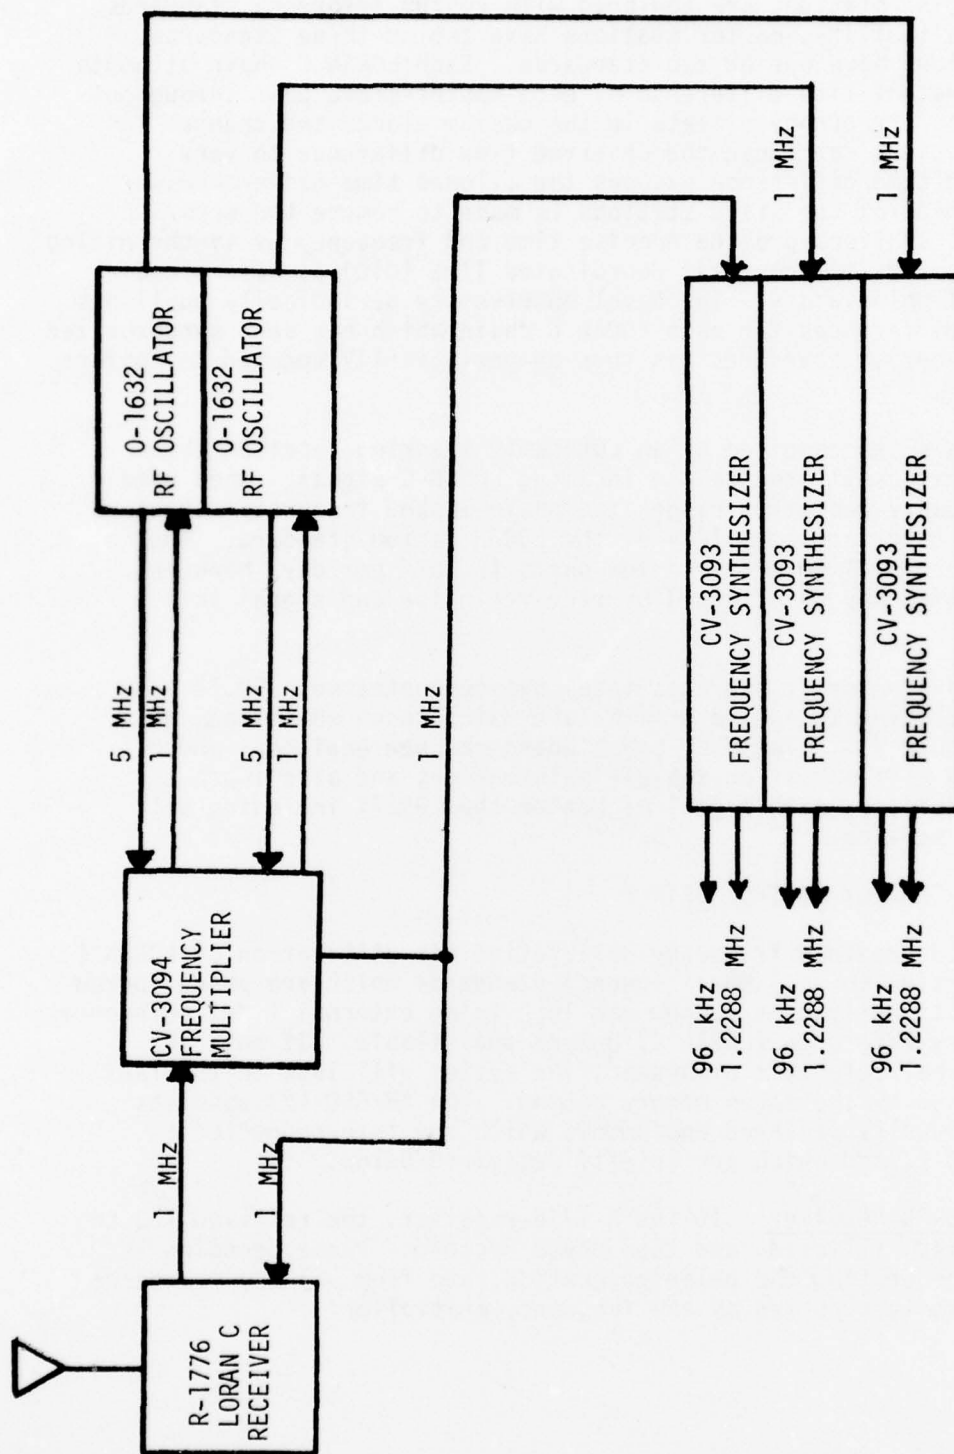 R-1776
LORAN C
RECEIVER
1 MHz
1 MHz
CV-3094
FREQUENCY
MULTIPLIER
5 MHz
1 MHz
5 MHz
1 MHz
1 MHz
O-1632
RF OSCILLATOR
O-1632
RF OSCILLATOR
1 MHz
1 MHz
96 kHz
1.2288 MHz
CV-3093
FREQUENCY SYNTHESIZER
96 kHz
1.2288 MHz
CV-3093
FREQUENCY SYNTHESIZER
96 kHz
1.2288 MHz
CV-3093
FREQUENCY SYNTHESIZER